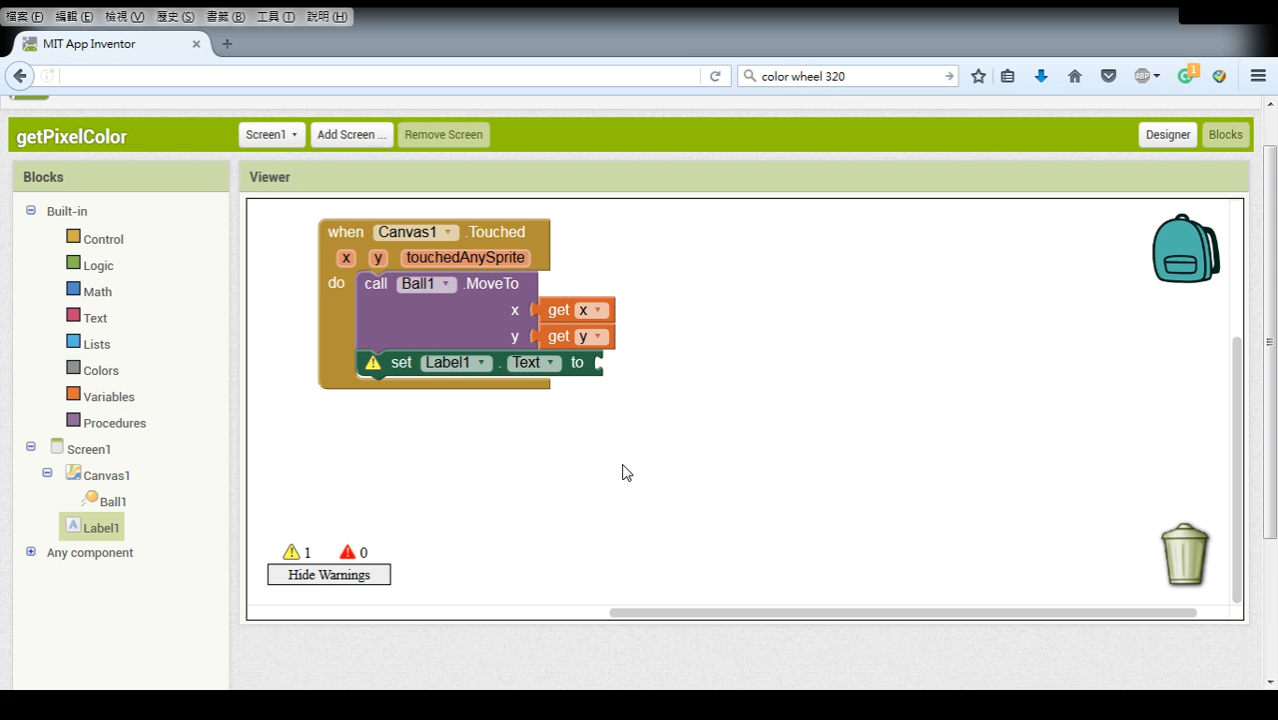 檔案 (F) 編輯 (E) 檢視 (V) 歷史 (S) 書籤 (B) 工具 (T) 說明 (H)
MIT App Inventor
color wheel 320
ABP
1
getPixelColor
Screen1
Add Screen ...
Remove Screen
Designer
Blocks
Blocks
Viewer
Built-in
Control
Logic
Math
Text
Lists
Colors
Variables
Procedures
Screen1
Canvas1
Ball1
A Label1
Any component
when Canvas1 .Touched
x y touchedAnySprite
do call Ball1 .MoveTo
x get x
y get y
set Label1 . Text to
1 0
Hide Warnings